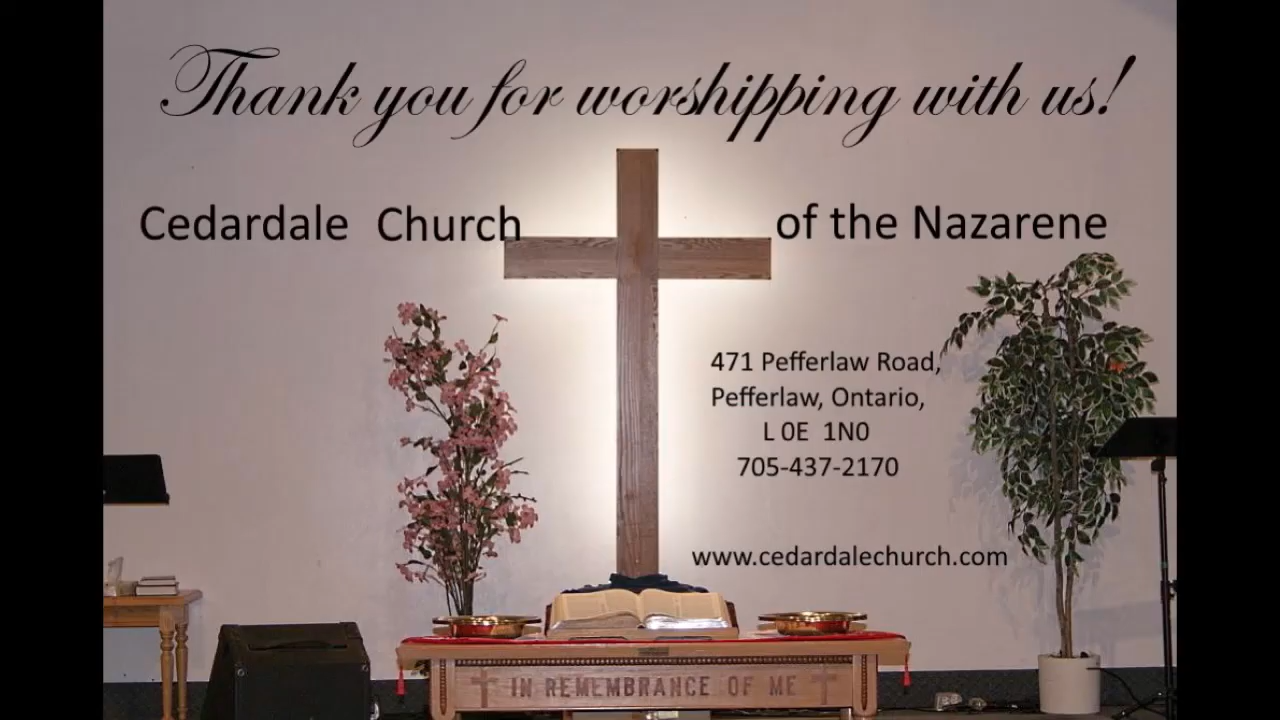 Thank you for worshipping with us!
Cedardale Church of the Nazarene
471 Pefferlaw Road,
Pefferlaw, Ontario,
L 0E 1N0
705-437-2170
www.cedardalechurch.com
IN REMEMBRANCE OF ME